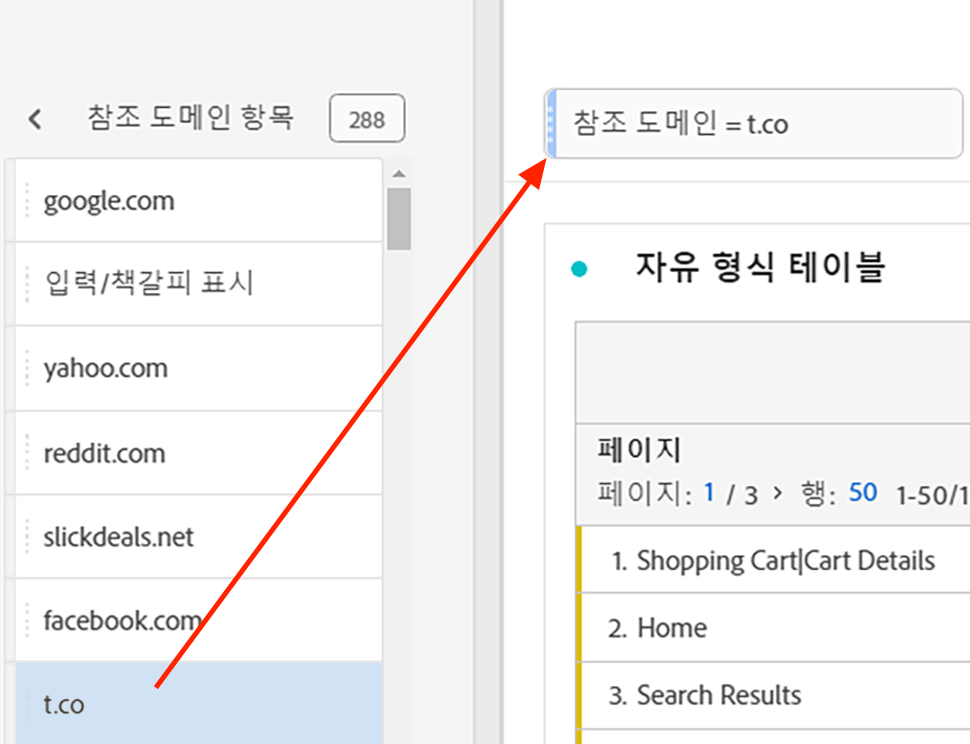 참조 도메인 항목 288
google.com
입력/책갈피 표시
yahoo.com
reddit.com
slickdeals.net
facebook.com
t.co
참조 도메인 = t.co
자유 형식 테이블
페이지
페이지: 1 / 3 > 행: 50 1-50/1
1. Shopping Cart|Cart Details
2. Home
3. Search Results